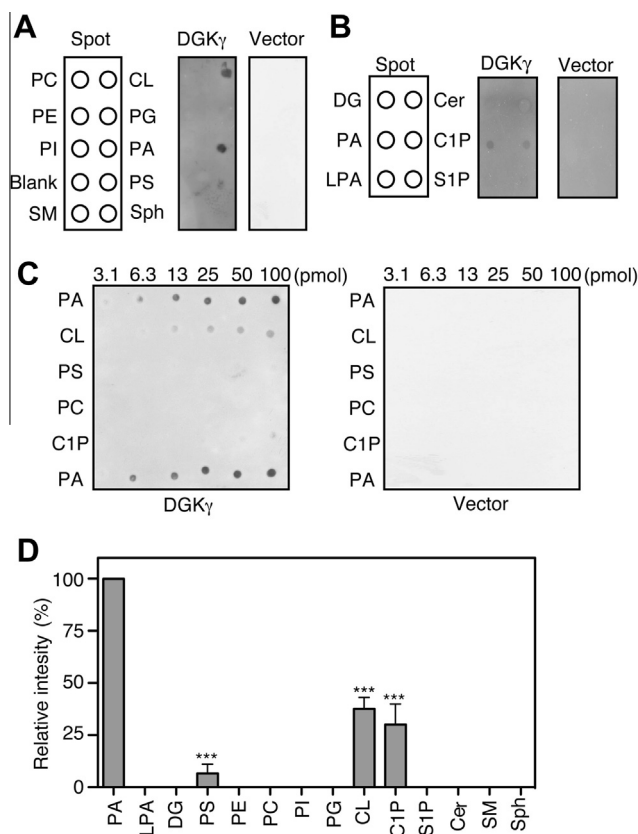 A
Spot DGKγ Vector
PC CL
PE PG
PI PA
Blank PS
SM Sph
B
Spot DGKγ Vector
DG Cer
PA C1P
LPA S1P
C
3.1 6.3 13 25 50 100 (pmol) 3.1 6.3 13 25 50 100 (pmol)
PA PA
CL CL
PS PS
PC PC
C1P C1P
PA PA
DGKγ Vector
D
Relative intesity (%)
100
75
50
25
0
*** *** ***
PA LPA DG PS PE PC PI PG CL C1P S1P Cer SM Sph